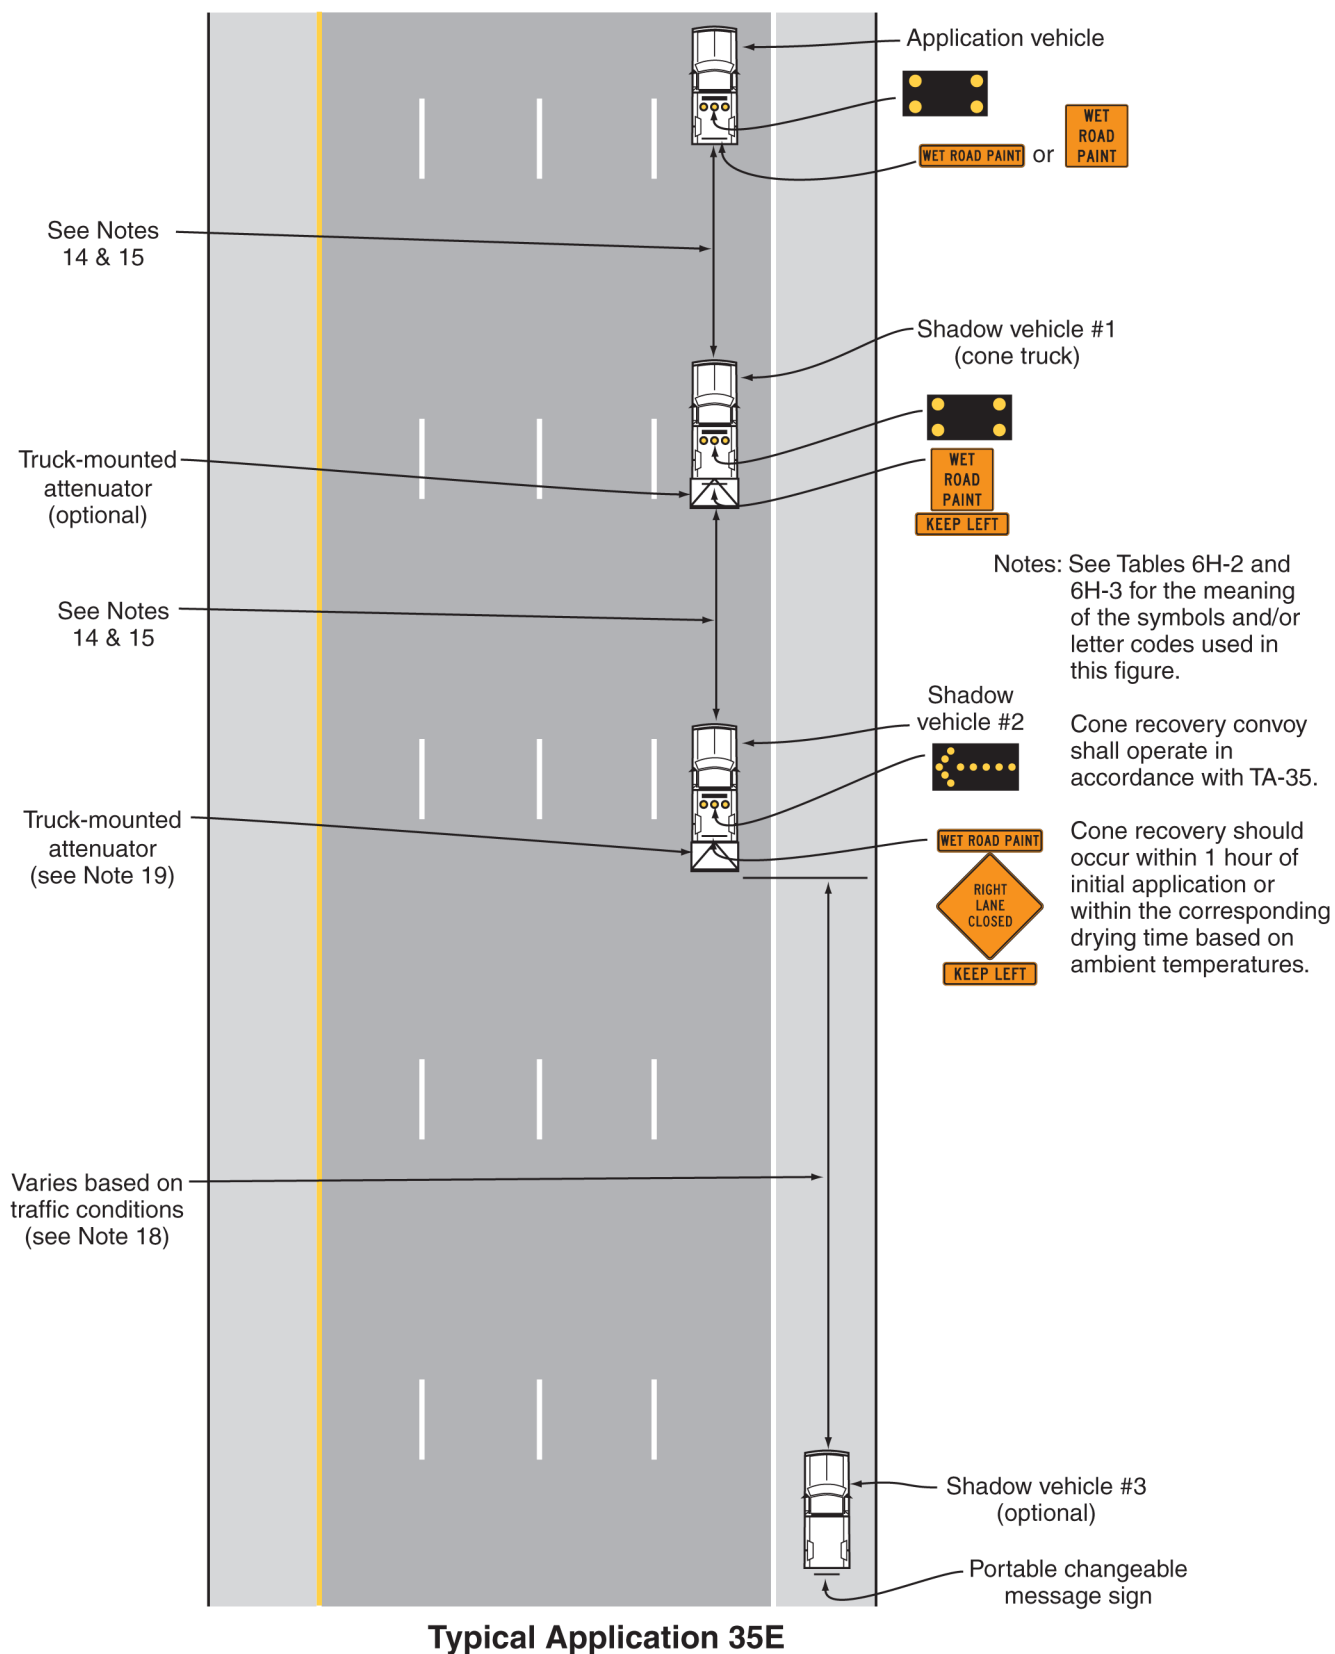 Application vehicle
WET
ROAD
PAINT
WET ROAD PAINT
or
See Notes
14 & 15
Shadow vehicle #1
(cone truck)
Truck-mounted
attenuator
(optional)
WET
ROAD
PAINT
KEEP LEFT
Notes: See Tables 6H-2 and
6H-3 for the meaning
of the symbols and/or
letter codes used in
this figure.
See Notes
14 & 15
Shadow
vehicle #2
Cone recovery convoy
shall operate in
accordance with TA-35.
Truck-mounted
attenuator
(see Note 19)
WET ROAD PAINT
RIGHT
LANE
CLOSED
KEEP LEFT
Cone recovery should
occur within 1 hour of
initial application or
within the corresponding
drying time based on
ambient temperatures.
Varies based on
traffic conditions
(see Note 18)
Shadow vehicle #3
(optional)
Portable changeable
message sign
Typical Application 35E